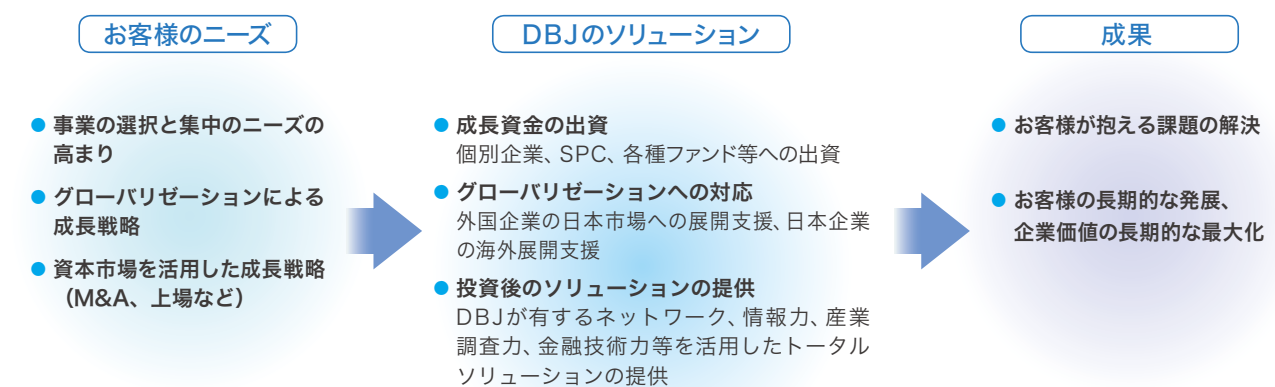 お客様のニーズ
● 事業の選択と集中のニーズの
高まり
● グローバリゼーションによる
成長戦略
● 資本市場を活用した成長戦略
（M&A、上場など）
DBJのソリューション
● 成長資金の出資
個別企業、SPC、各種ファンド等への出資
● グローバリゼーションへの対応
外国企業の日本市場への展開支援、日本企業
の海外展開支援
● 投資後のソリューションの提供
DBJが有するネットワーク、情報力、産業
調査力、金融技術力等を活用したトータル
ソリューションの提供
成果
● お客様が抱える課題の解決
● お客様の長期的な発展、
企業価値の長期的な最大化